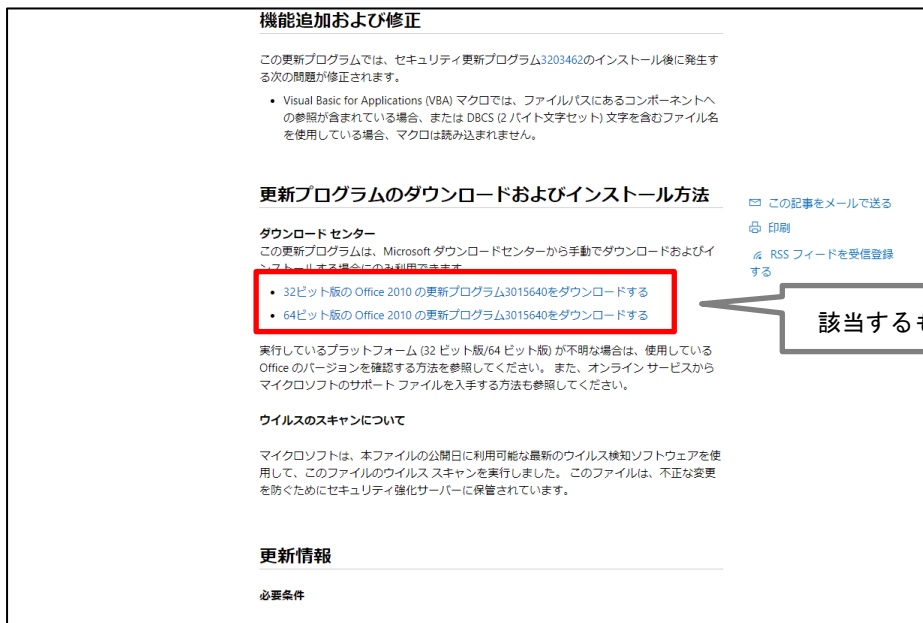 機能追加および修正
この更新プログラムでは、セキュリティ更新プログラム3203462のインストール後に発生す
る次の問題が修正されます。
• Visual Basic for Applications (VBA) マクロでは、ファイルパスにあるコンポーネントへ
の参照が含まれている場合、または DBCS (2 バイト文字セット) 文字を含むファイル名
を使用している場合、マクロは読み込まれません。
更新プログラムのダウンロードおよびインストール方法
ダウンロード センター
この更新プログラムは、Microsoft ダウンロードセンターから手動でダウンロードおよびイ
ンストールする場合にのみ利用できます
• 32ビット版の Office 2010 の更新プログラム3015640をダウンロードする
• 64ビット版の Office 2010 の更新プログラム3015640をダウンロードする
実行しているプラットフォーム (32 ビット版/64 ビット版) が不明な場合は、使用している
Office のバージョンを確認する方法を参照してください。 また、オンライン サービスから
マイクロソフトのサポート ファイルを入手する方法も参照してください。
ウイルスのスキャンについて
マイクロソフトは、本ファイルの公開日に利用可能な最新のウイルス検知ソフトウェアを使
用して、このファイルのウイルス スキャンを実行しました。 このファイルは、不正な変更
を防ぐためにセキュリティ強化サーバーに保管されています。
更新情報
必要条件
この記事をメールで送る
印刷
RSS フィードを受信登録
する
該当するも